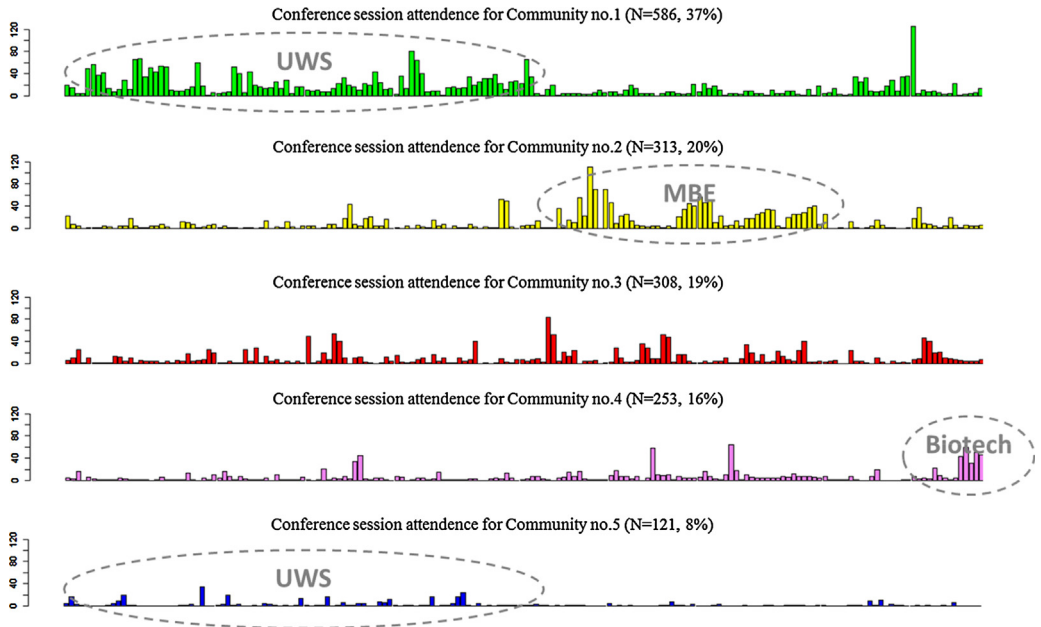 Conference session attendence for Community no.1 (N=586, 37%)
120
80
40
0
UWS
Conference session attendence for Community no.2 (N=313, 20%)
120
80
40
0
MBE
Conference session attendence for Community no.3 (N=308, 19%)
120
80
40
0
Conference session attendence for Community no.4 (N=253, 16%)
120
80
40
0
Biotech
Conference session attendence for Community no.5 (N=121, 8%)
120
80
40
0
UWS